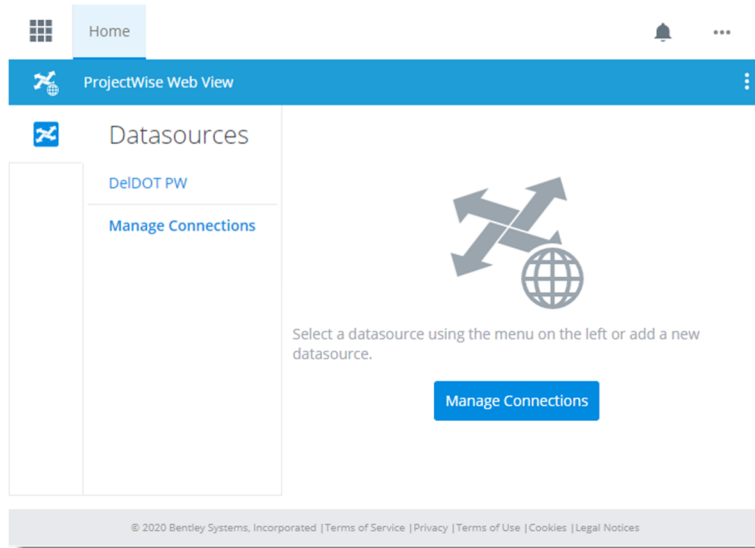 Home
ProjectWise Web View
Datasources
DelDOT PW
Manage Connections
Select a datasource using the menu on the left or add a new
datasource.
Manage Connections
© 2020 Bentley Systems, Incorporated |Terms of Service |Privacy |Terms of Use |Cookies |Legal Notices